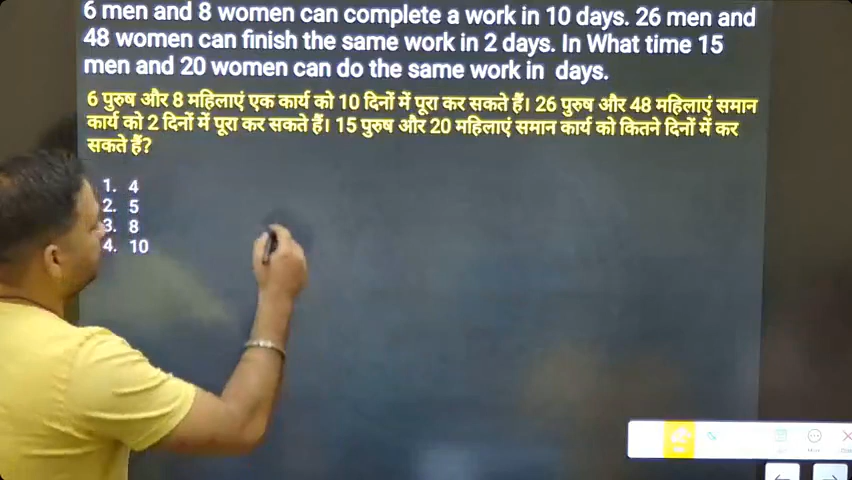 6 men and 8 women can complete a work in 10 days. 26 men and
48 women can finish the same work in 2 days. In What time 15
men and 20 women can do the same work in days.
6 पुरुष और 8 महिलाएं एक कार्य को 10 दिनों में पूरा कर सकते हैं। 26 पुरुष और 48 महिलाएं समान
कार्य को 2 दिनों में पूरा कर सकते हैं। 15 पुरुष और 20 महिलाएं समान कार्य को कितने दिनों में कर
सकते हैं?
1. 4
2. 5
3. 8
4. 10